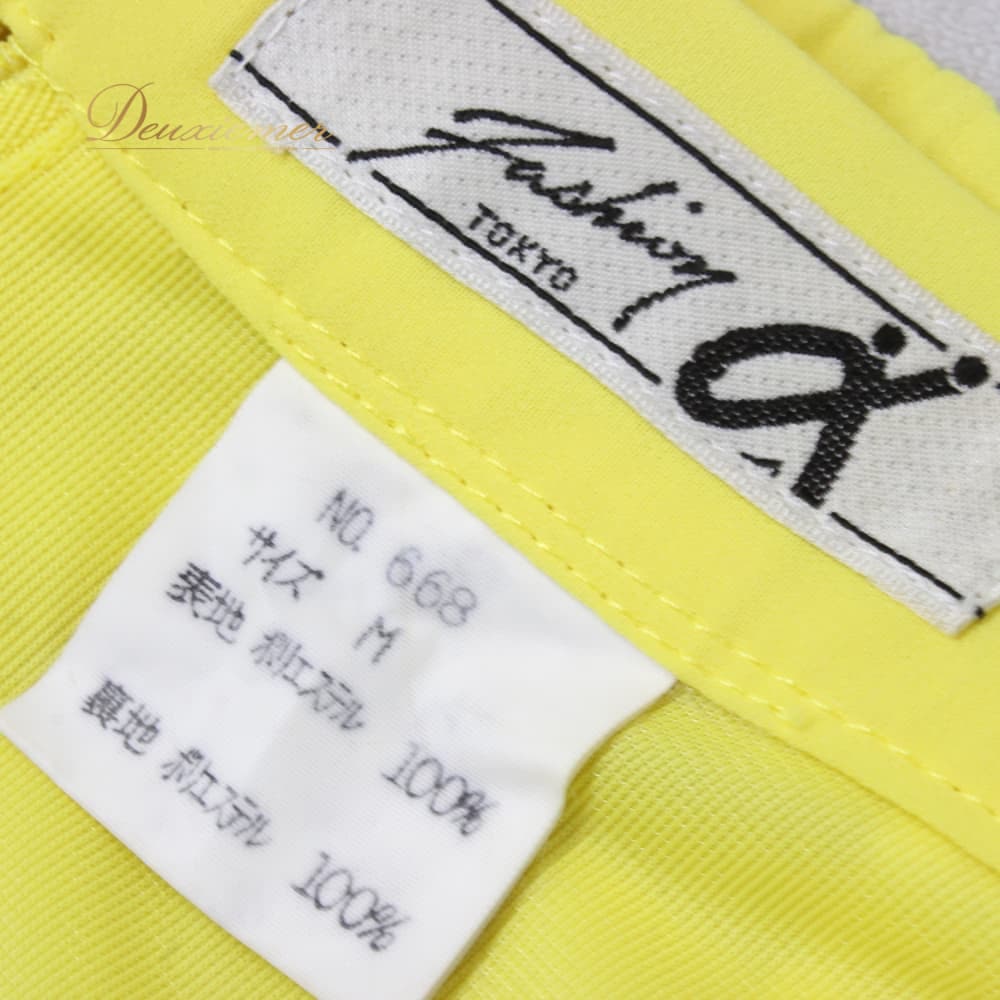 Deuxiemer
Fashion
TOKYO
NO. 668
サイズ M
表地 ポリエステル 100%
裏地 ポリエステル 100%